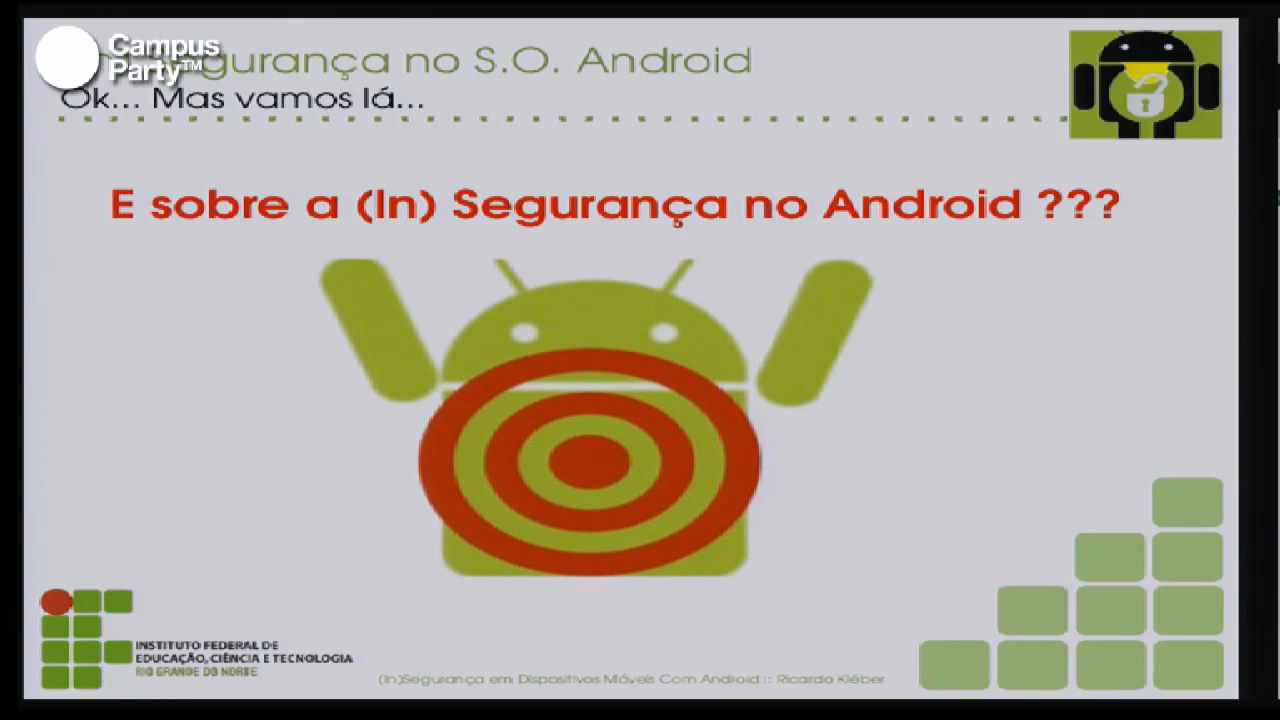 Campus
Party™
Segurança no S.O. Android
Ok... Mas vamos lá...
E sobre a (In) Segurança no Android ???
INSTITUTO FEDERAL DE
EDUCAÇÃO, CIÊNCIA E TECNOLOGIA
RIO GRANDE DO NORTE
(In)Segurança em Dispositivos Móveis Com Android :: Ricardo Kléber